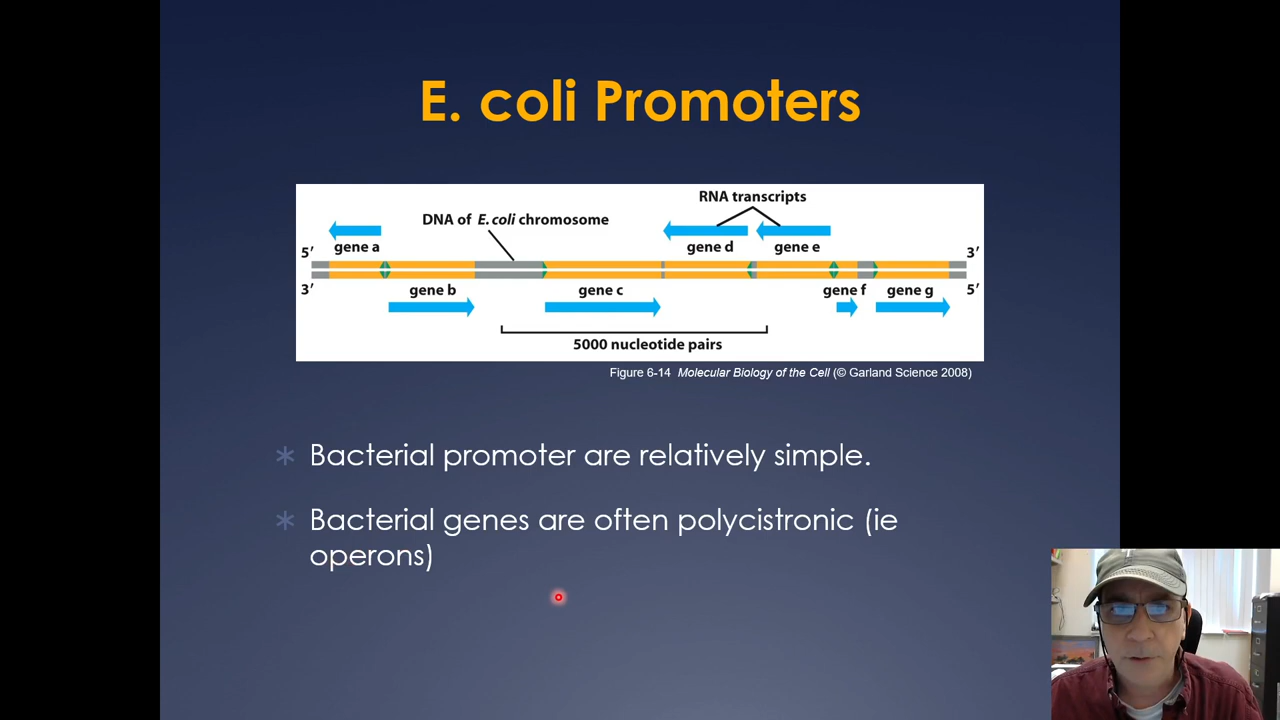 E. coli Promoters
RNA transcripts
DNA of E. coli chromosome
gene a
gene d
gene e
5′
3′
3′
5′
gene b
gene c
gene f
gene g
5000 nucleotide pairs
Figure 6-14 Molecular Biology of the Cell (© Garland Science 2008)
Bacterial promoter are relatively simple.
Bacterial genes are often polycistronic (ie
operons)